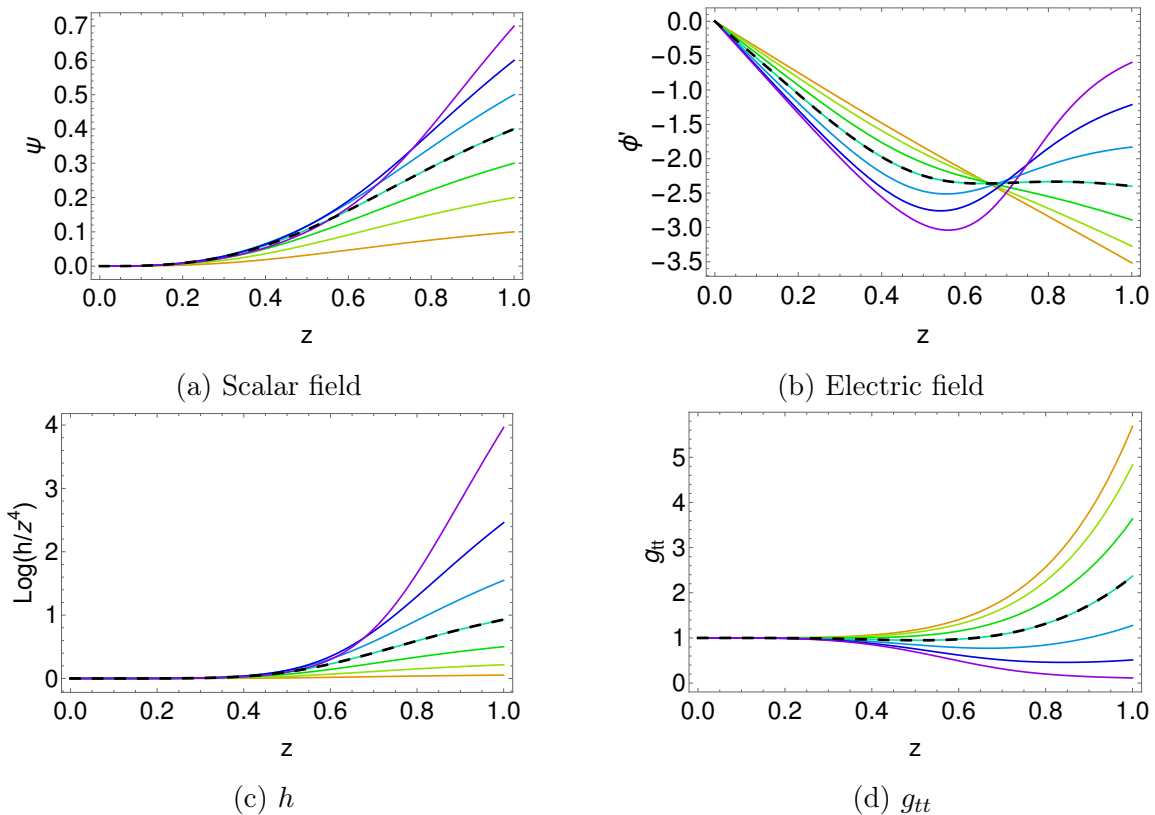 0.7
0.6
0.5
0.4
0.3
0.2
0.1
0.0
ψ
0.0 0.2 0.4 0.6 0.8 1.0
z
(a) Scalar field
0.0
-0.5
-1.0
-1.5
-2.0
-2.5
-3.0
-3.5
ϕ'
0.0 0.2 0.4 0.6 0.8 1.0
z
(b) Electric field
4
3
2
1
0
Log(h/z⁴)
0.0 0.2 0.4 0.6 0.8 1.0
z
(c) h
5
4
3
2
1
0
gtt
0.0 0.2 0.4 0.6 0.8 1.0
z
(d) gtt